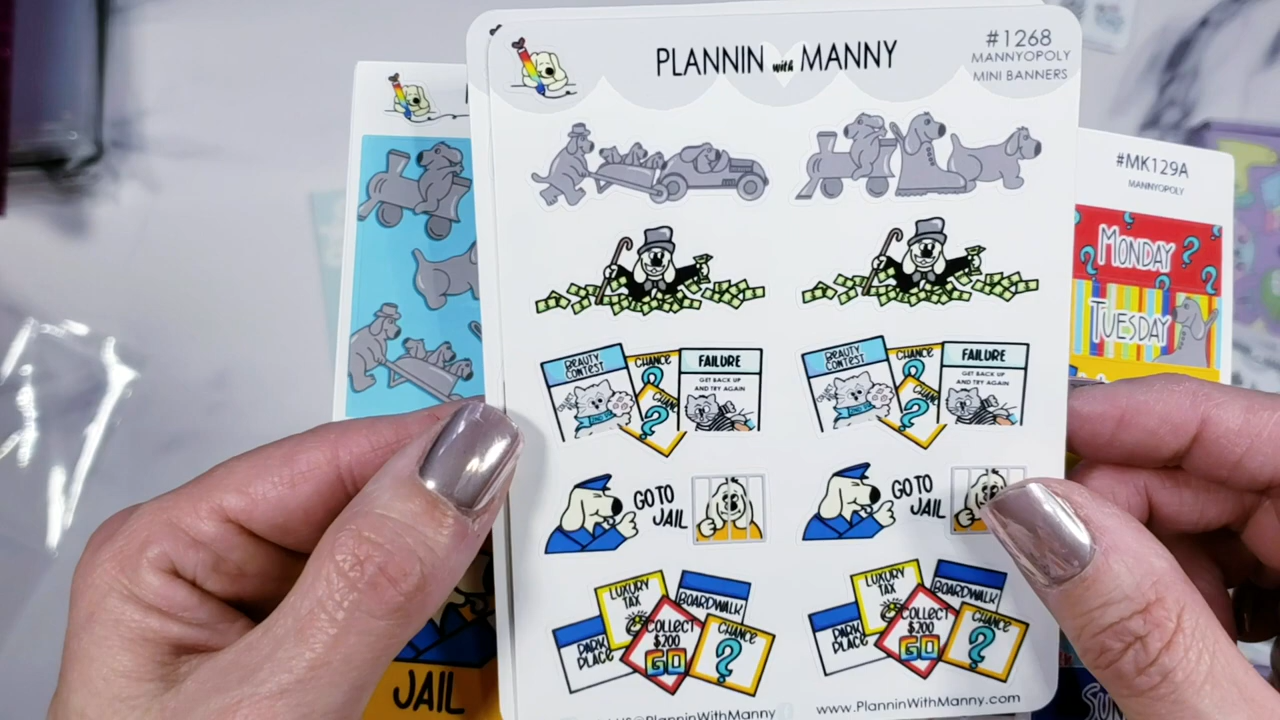 PLANNIN with MANNY
#1268
MANNYOPOLY
MINI BANNERS
#MK129A
MANNYOPOLY
MONDAY
TUESDAY
BEAUTY
CONTEST
CHANCE
CHANCE
FAILURE
GET BACK UP
AND TRY AGAIN
BEAUTY
CONTEST
CHANCE
FAILURE
GET BACK UP
AND TRY AGAIN
GO TO
JAIL
GO TO
JAIL
LUXURY
TAX
BOARDWALK
PARK
PLACE
COLLECT
$200
GO
CHANCE
LUXURY
TAX
BOARDWALK
PARK
PLACE
COLLECT
$200
GO
CHANCE
JAIL
@PlanninWithManny
www.PlanninWithManny.com